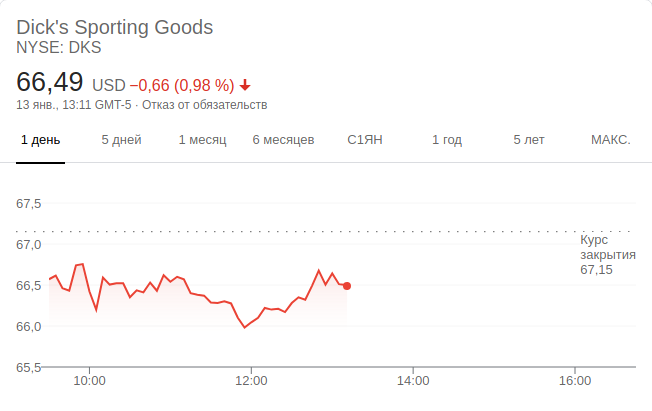 Dick's Sporting Goods
NYSE: DKS
66,49 USD −0,66 (0,98 %)
13 янв., 13:11 GMT-5 · Отказ от обязательств
1 день 5 дней 1 месяц 6 месяцев С1ЯН 1 год 5 лет МАКС.
67,5
67,0
66,5
66,0
65,5
Курс
закрытия
67,15
10:00 12:00 14:00 16:00